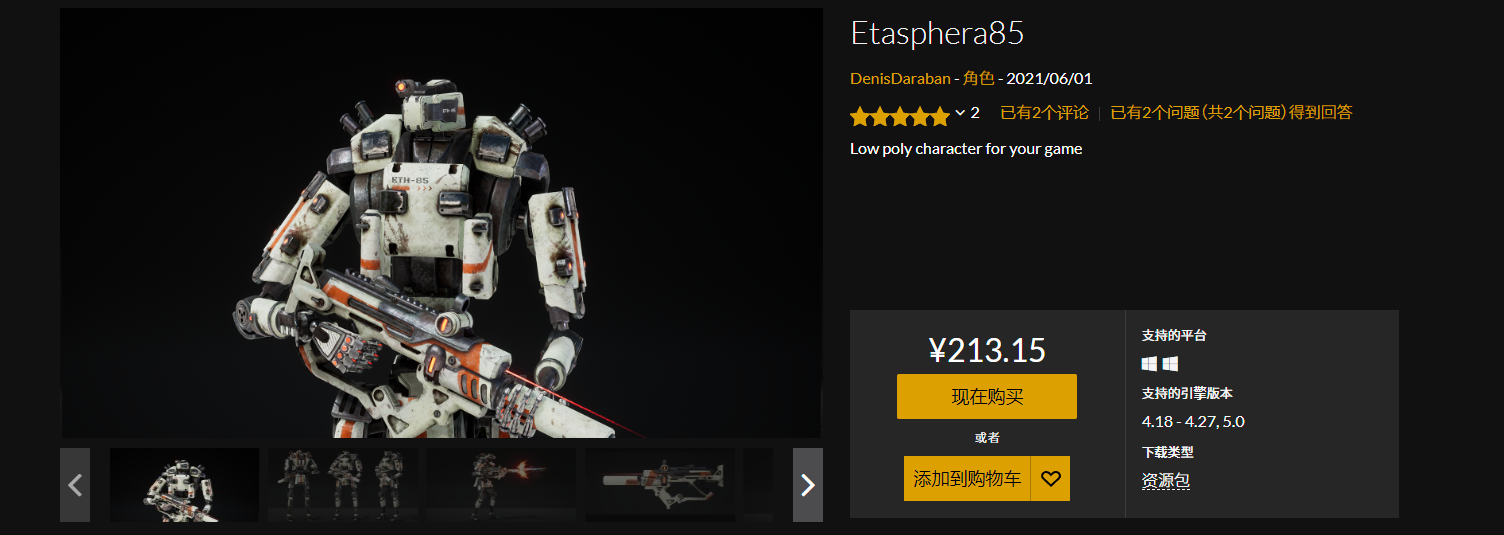 Etasphera85
DenisDaraban - 角色 - 2021/06/01
2 已有2个评论 | 已有2个问题 (共2个问题) 得到回答
Low poly character for your game
ETH-85
¥213.15
现在购买
或者
添加到购物车
支持的平台
支持的引擎版本
4.18 - 4.27, 5.0
下载类型
资源包